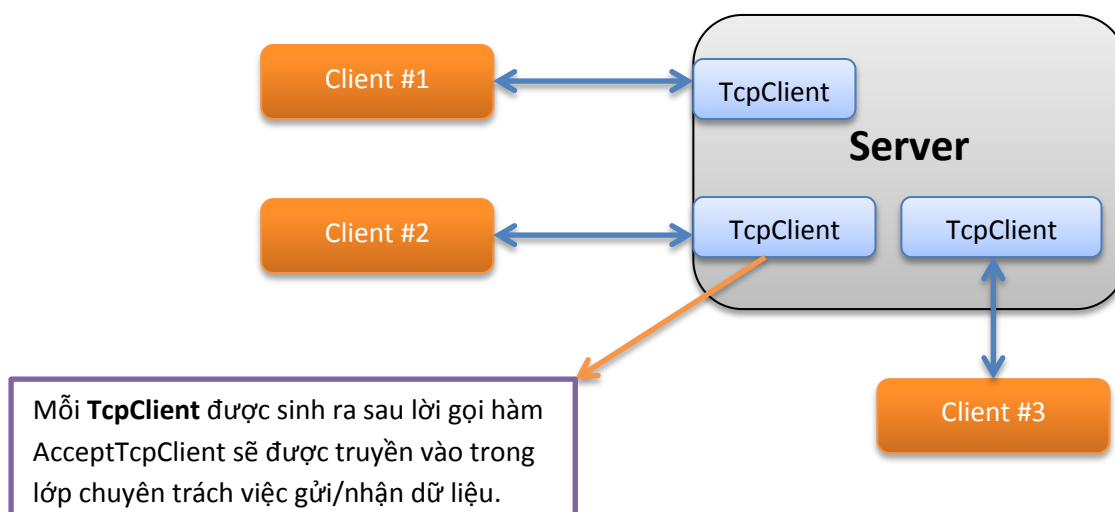 Client #1
TcpClient
Server
Client #2
TcpClient
TcpClient
Mỗi TcpClient được sinh ra sau lời gọi hàm
AcceptTcpClient sẽ được truyền vào trong
lớp chuyên trách việc gửi/nhận dữ liệu.
Client #3